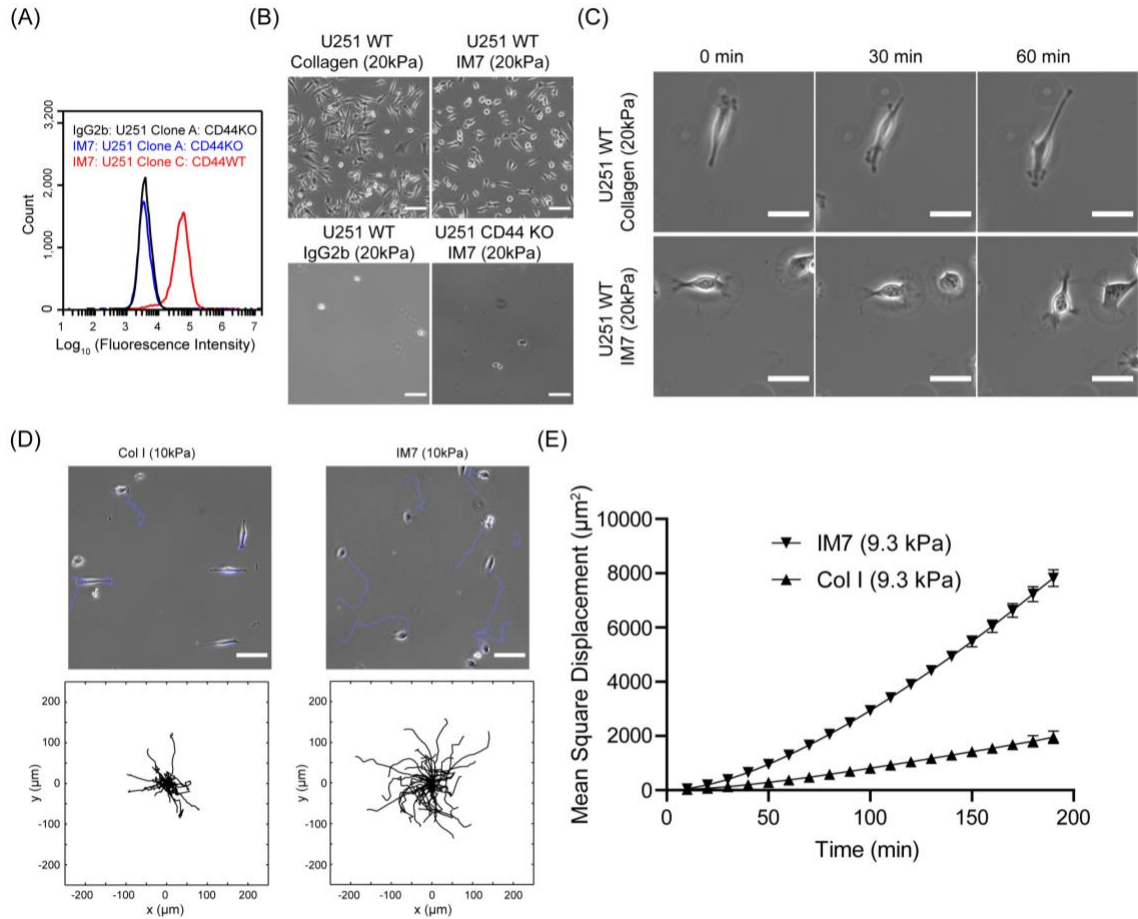 (A)
3,200
2,000
1,000
0
Count
IgG2b: U251 Clone A: CD44KO
IM7: U251 Clone A: CD44KO
IM7: U251 Clone C: CD44WT
1 2 3 4 5 6 7
Log10 (Fluorescence Intensity)
(B)
U251 WT
Collagen (20kPa)
U251 WT
IM7 (20kPa)
U251 WT
IgG2b (20kPa)
U251 CD44 KO
IM7 (20kPa)
(C)
0 min
30 min
60 min
U251 WT
Collagen (20kPa)
U251 WT
IM7 (20kPa)
(D)
Col I (10kPa)
IM7 (10kPa)
200
100
0
-100
-200
y (µm)
-200 -100 0 100 200
x (µm)
200
100
0
-100
-200
y (µm)
-200 -100 0 100 200
x (µm)
(E)
Mean Square Displacement (µm²)
10000
8000
6000
4000
2000
0
IM7 (9.3 kPa)
Col I (9.3 kPa)
50 100 150 200
Time (min)